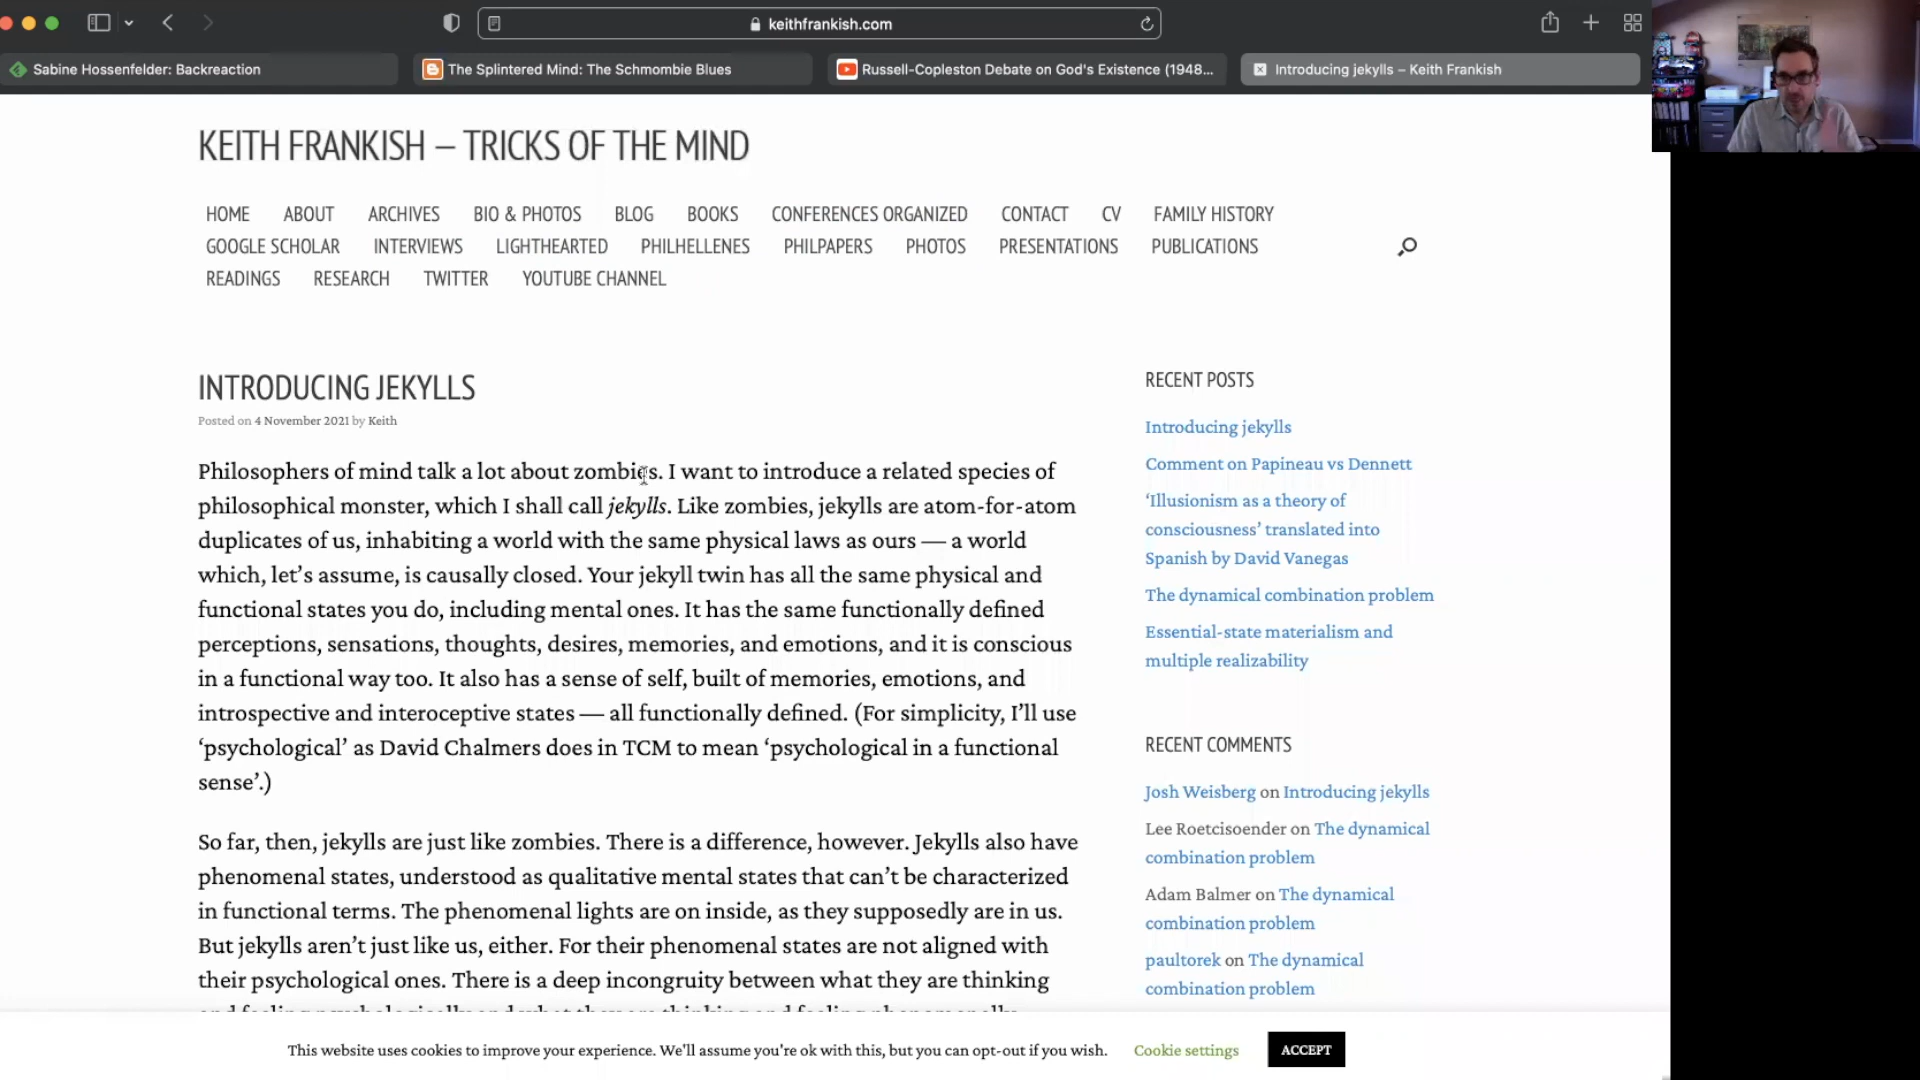 keithfrankish.com
Sabine Hossenfelder: Backreaction
The Splintered Mind: The Schmombie Blues
Russell-Copleston Debate on God's Existence (1948...
Introducing jekylls – Keith Frankish
KEITH FRANKISH – TRICKS OF THE MIND
HOME ABOUT ARCHIVES BIO & PHOTOS BLOG BOOKS CONFERENCES ORGANIZED CONTACT CV FAMILY HISTORY
GOOGLE SCHOLAR INTERVIEWS LIGHTHEARTED PHILHELLENES PHILPAPERS PHOTOS PRESENTATIONS PUBLICATIONS
READINGS RESEARCH TWITTER YOUTUBE CHANNEL
INTRODUCING JEKYLLS
Posted on 4 November 2021 by Keith
Philosophers of mind talk a lot about zombies. I want to introduce a related species of
philosophical monster, which I shall call jekylls. Like zombies, jekylls are atom-for-atom
duplicates of us, inhabiting a world with the same physical laws as ours — a world
which, let’s assume, is causally closed. Your jekyll twin has all the same physical and
functional states you do, including mental ones. It has the same functionally defined
perceptions, sensations, thoughts, desires, memories, and emotions, and it is conscious
in a functional way too. It also has a sense of self, built of memories, emotions, and
introspective and interoceptive states — all functionally defined. (For simplicity, I’ll use
‘psychological’ as David Chalmers does in TCM to mean ‘psychological in a functional
sense’.)
So far, then, jekylls are just like zombies. There is a difference, however. Jekylls also have
phenomenal states, understood as qualitative mental states that can’t be characterized
in functional terms. The phenomenal lights are on inside, as they supposedly are in us.
But jekylls aren’t just like us, either. For their phenomenal states are not aligned with
their psychological ones. There is a deep incongruity between what they are thinking
and feeling psychologically and what they are thinking and feeling phenomenally
RECENT POSTS
Introducing jekylls
Comment on Papineau vs Dennett
‘Illusionism as a theory of
consciousness’ translated into
Spanish by David Vanegas
The dynamical combination problem
Essential-state materialism and
multiple realizability
RECENT COMMENTS
Josh Weisberg on Introducing jekylls
Lee Roetcisoender on The dynamical
combination problem
Adam Balmer on The dynamical
combination problem
paultorek on The dynamical
combination problem
This website uses cookies to improve your experience. We'll assume you're ok with this, but you can opt-out if you wish. Cookie settings ACCEPT